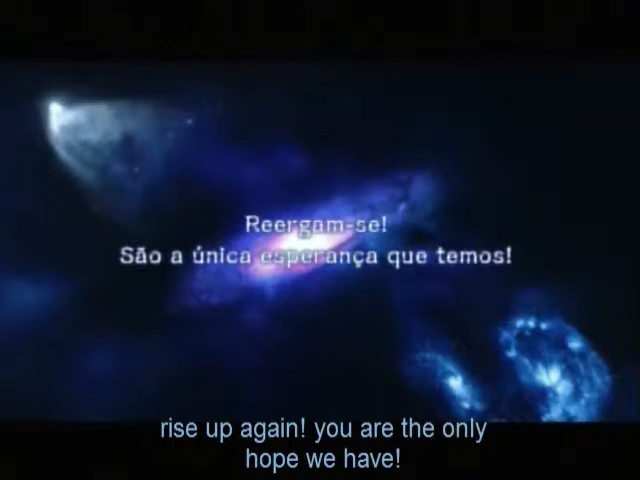 Reergam-se!
São a única esperança que temos!
rise up again! you are the only
hope we have!